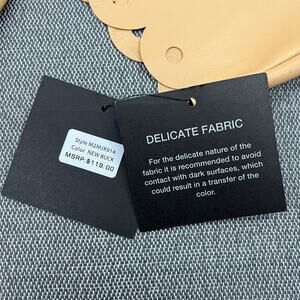 Style M2MJX914
Color: NEW BUCK
MSRP:$119.00
DELICATE FABRIC
For the delicate nature of the
fabric it is recommended to avoid
contact with dark surfaces, which
could result in a transfer of the
color.